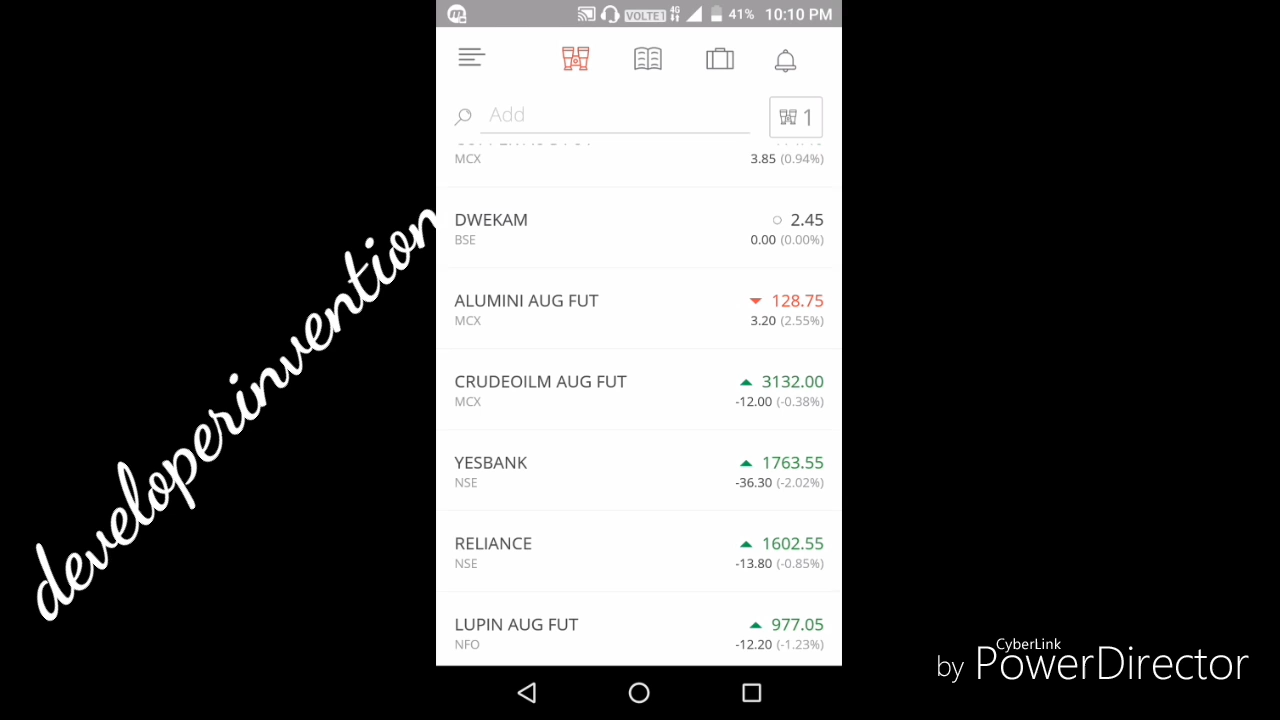 VOLTE1 4G 41% 10:10 PM
Add 1
MCX 3.85 (0.94%)
DWEKAM 2.45
BSE 0.00 (0.00%)
ALUMINI AUG FUT 128.75
MCX 3.20 (2.55%)
CRUDEOILM AUG FUT 3132.00
MCX -12.00 (-0.38%)
YESBANK 1763.55
NSE -36.30 (-2.02%)
RELIANCE 1602.55
NSE -13.80 (-0.85%)
LUPIN AUG FUT 977.05
NFO -12.20 (-1.23%)
developerinvention
CyberLink
by PowerDirector